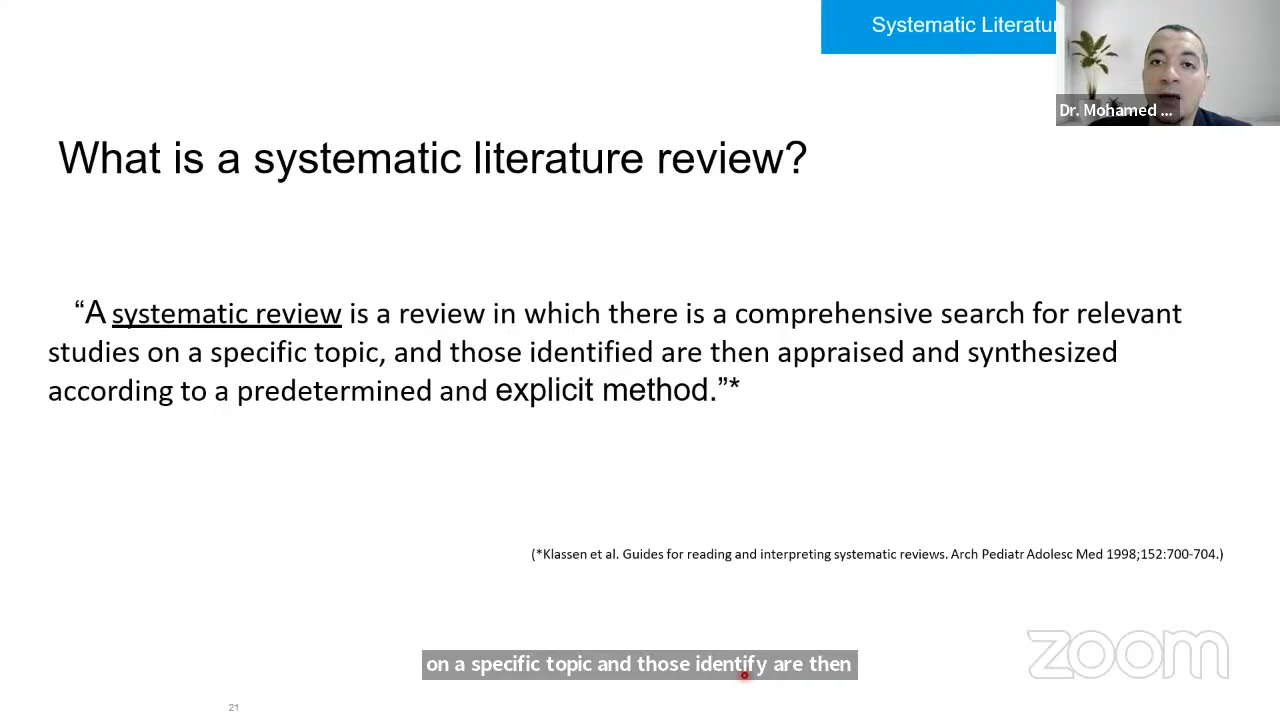 Systematic Literatur
Dr. Mohamed ...
What is a systematic literature review?
“A systematic review is a review in which there is a comprehensive search for relevant
studies on a specific topic, and those identified are then appraised and synthesized
according to a predetermined and explicit method.”*
(*Klassen et al. Guides for reading and interpreting systematic reviews. Arch Pediatr Adolesc Med 1998;152:700-704.)
zoom
on a specific topic and those identify are then
21